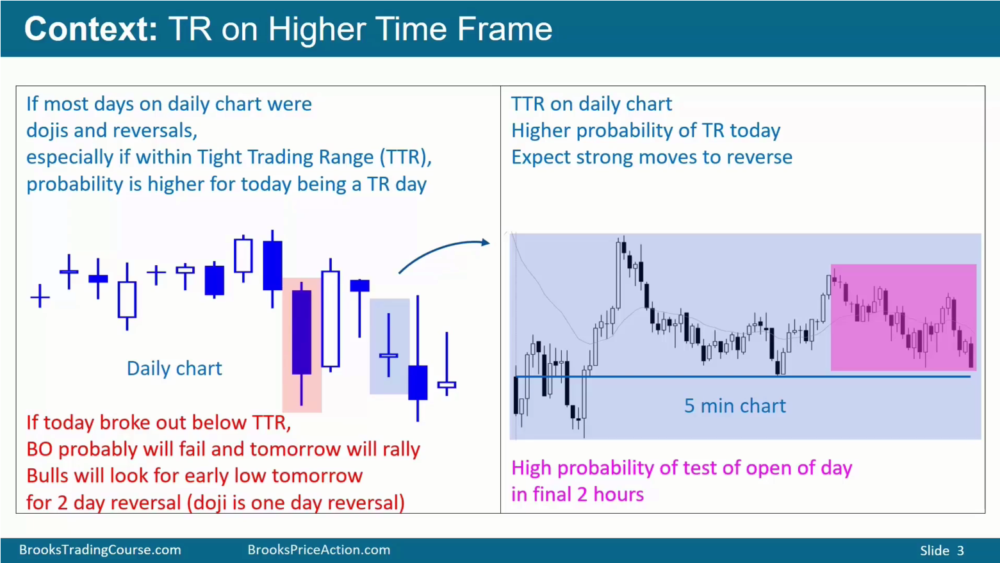 Context: TR on Higher Time Frame
If most days on daily chart were
dojis and reversals,
especially if within Tight Trading Range (TTR),
probability is higher for today being a TR day
Daily chart
If today broke out below TTR,
BO probably will fail and tomorrow will rally
Bulls will look for early low tomorrow
for 2 day reversal (doji is one day reversal)
TTR on daily chart
Higher probability of TR today
Expect strong moves to reverse
5 min chart
High probability of test of open of day
in final 2 hours
BrooksTradingCourse.com
BrooksPriceAction.com
Slide 3